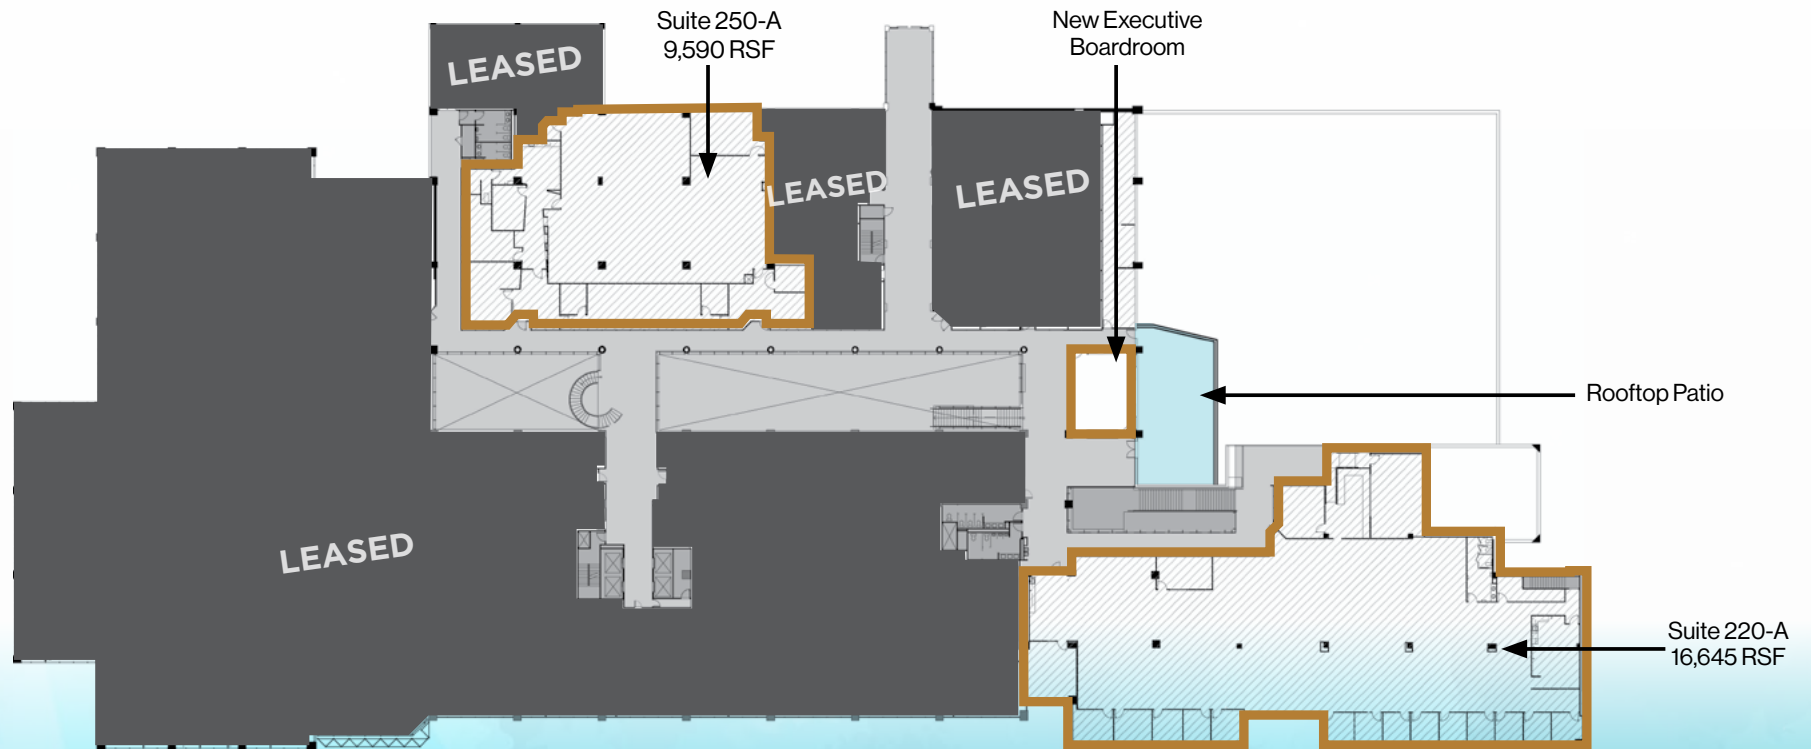 Suite 250-A
9,590 RSF
New Executive
Boardroom
LEASED
LEASED
LEASED
Rooftop Patio
LEASED
Suite 220-A
16,645 RSF